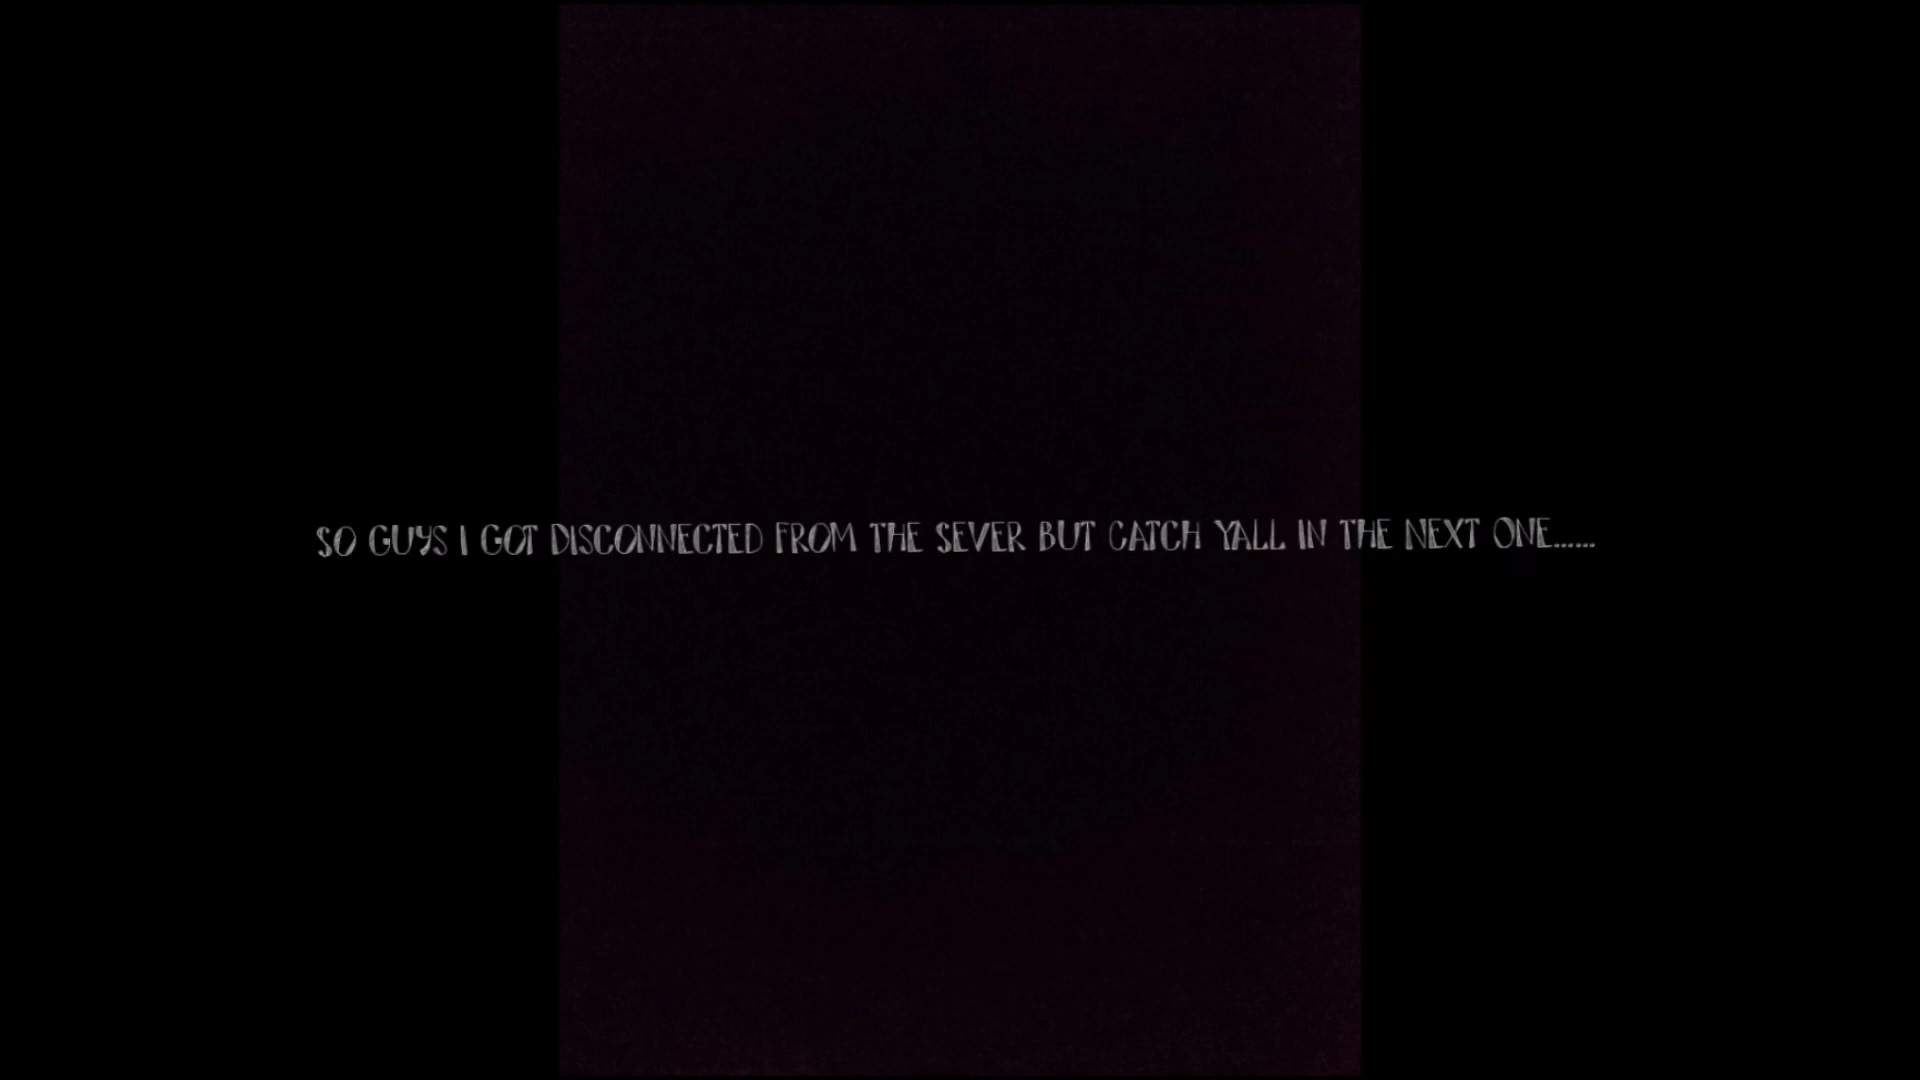 SO GUYS I GOT DISCONNECTED FROM THE SEVER BUT CATCH YALL IN THE NEXT ONE......